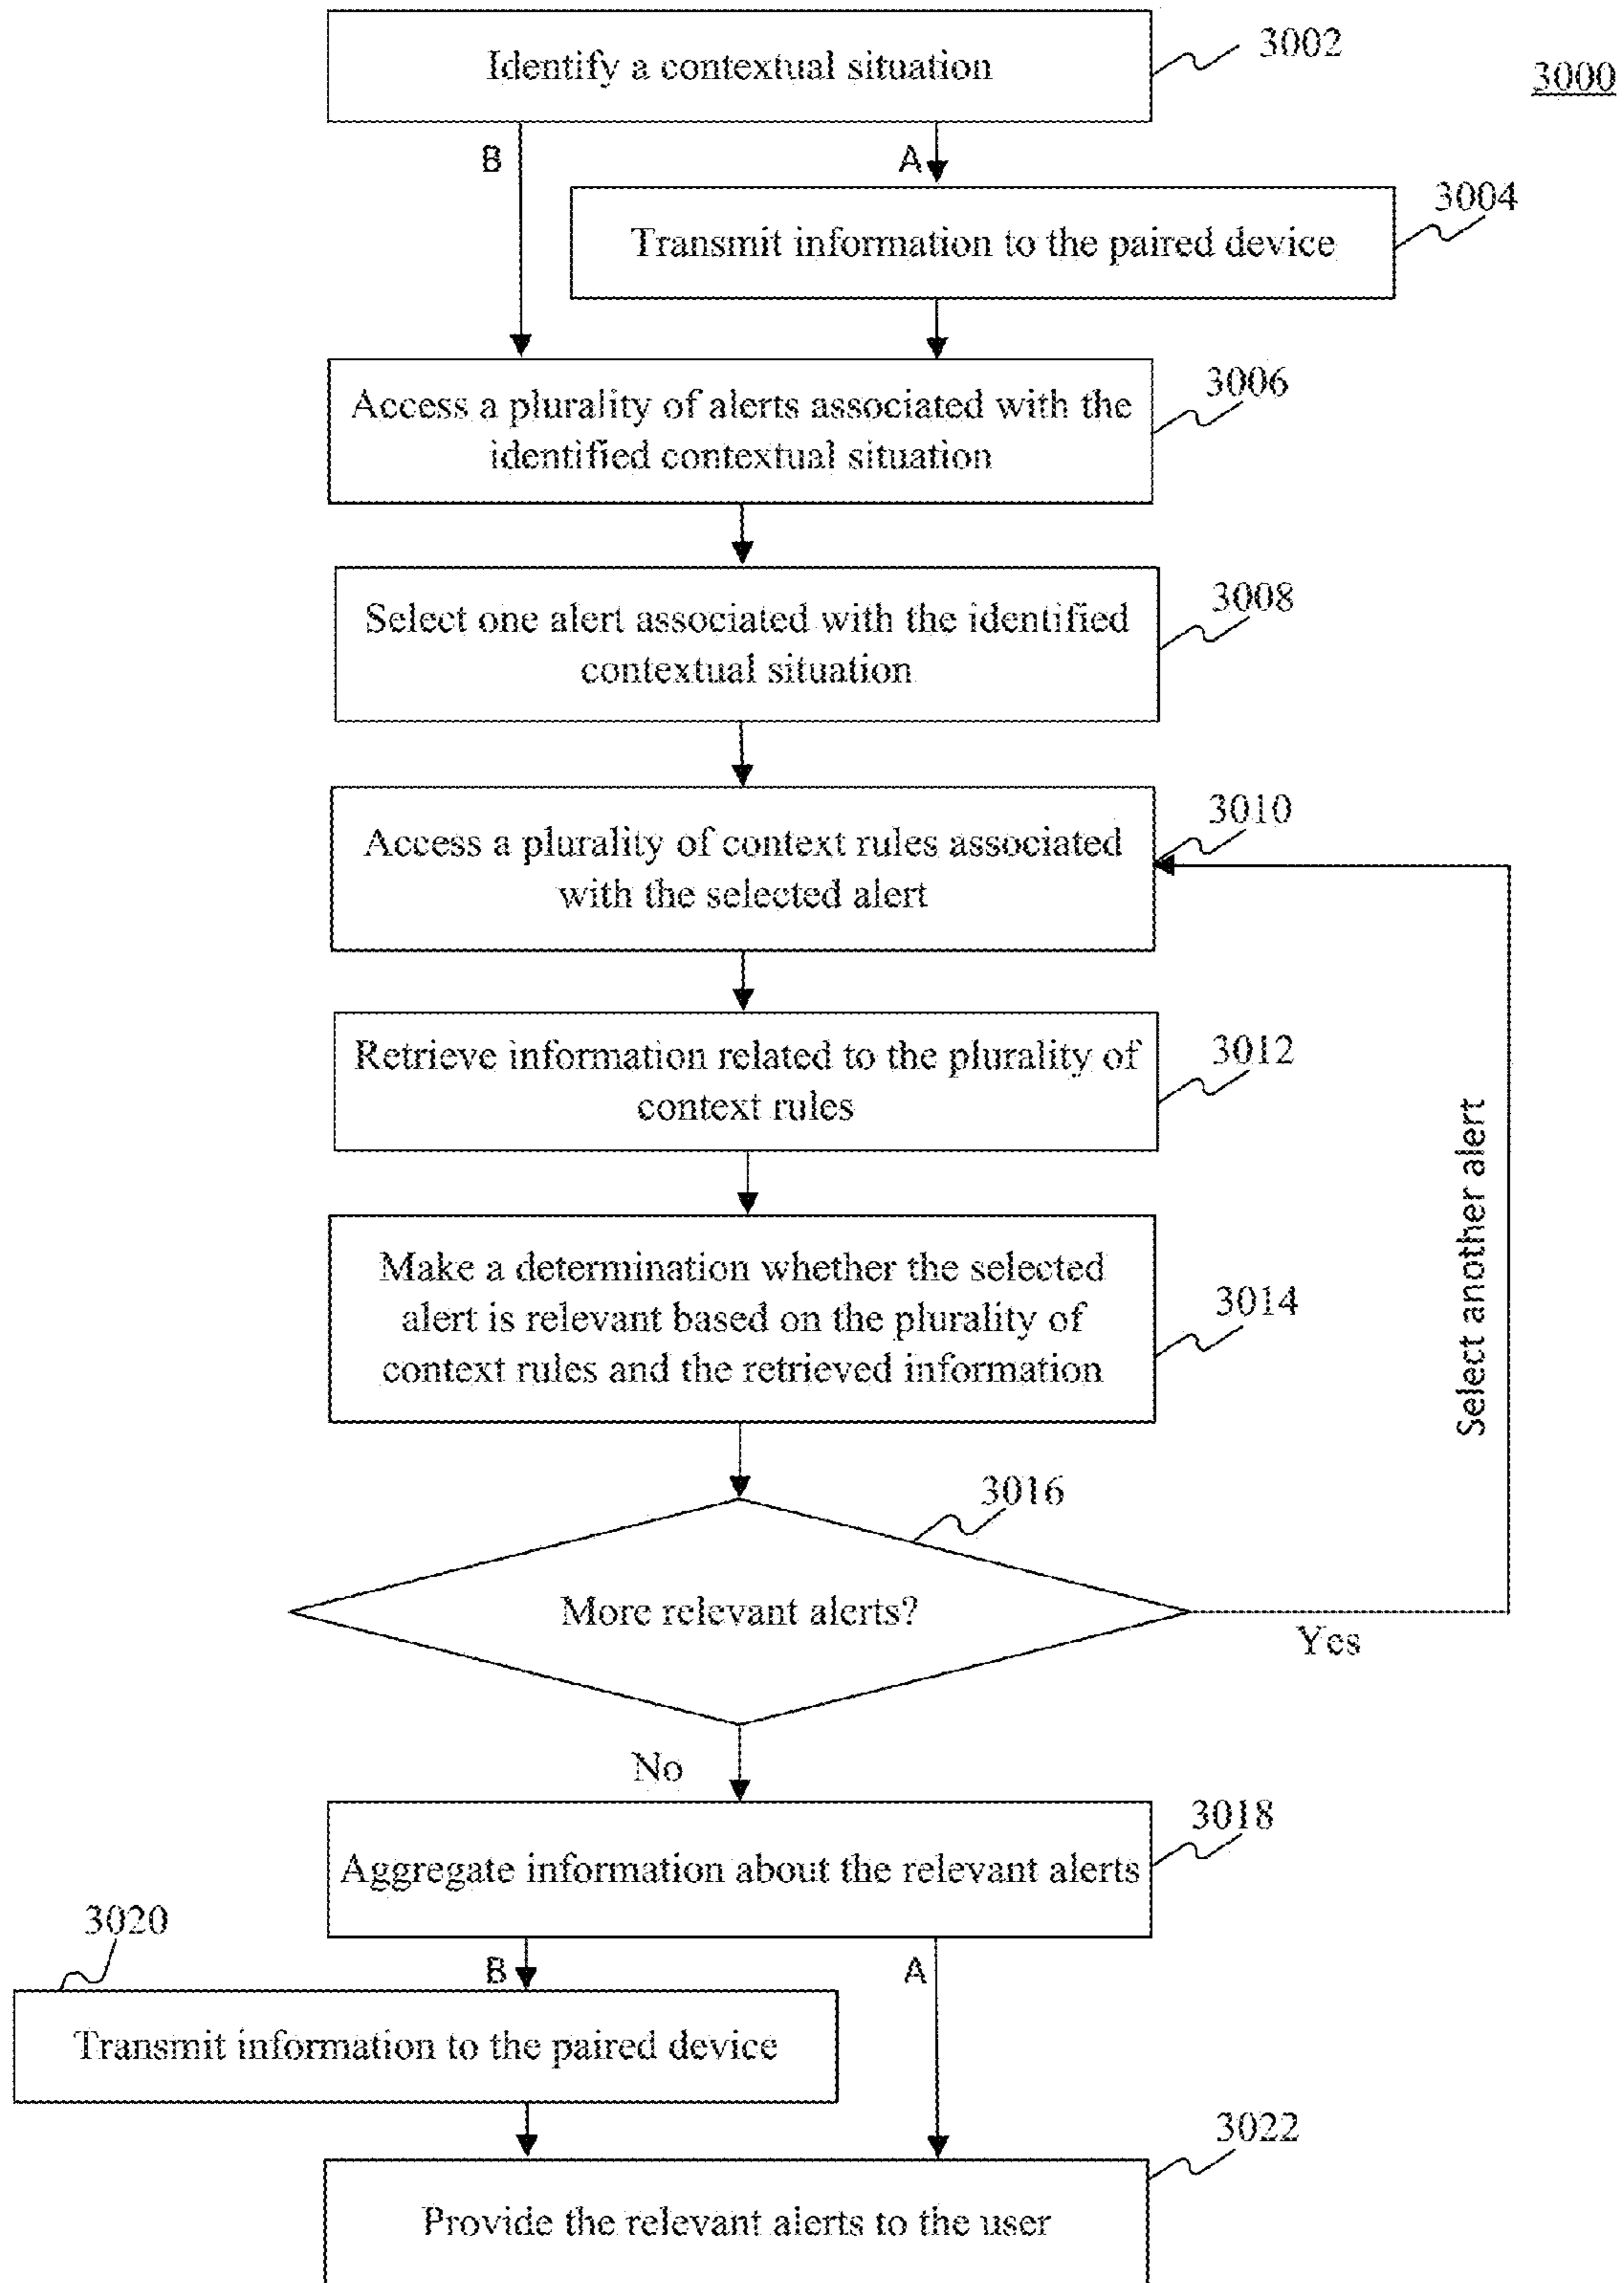 Identify a contextual situation
3002
3000
B
A
Transmit information to the paired device
3004
Access a plurality of alerts associated with the
identified contextual situation
3006
Select one alert associated with the identified
contextual situation
3008
Access a plurality of context rules associated
with the selected alert
3010
Retrieve information related to the plurality of
context rules
3012
Select another alert
Make a determination whether the selected
alert is relevant based on the plurality of
context rules and the retrieved information
3014
More relevant alerts?
3016
Yes
No
Aggregate information about the relevant alerts
3018
3020
B
A
Transmit information to the paired device
Provide the relevant alerts to the user
3022